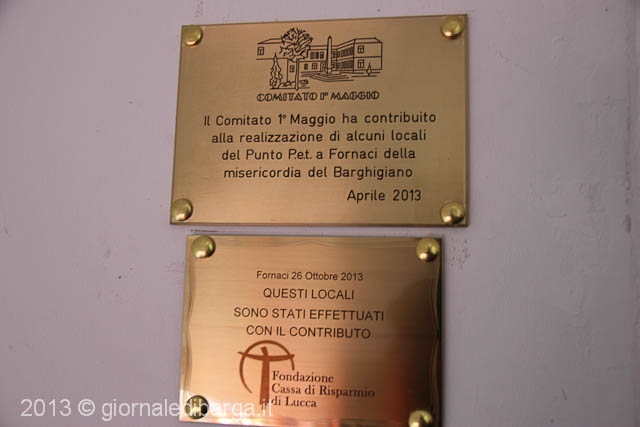 COMITATO 1° MAGGIO
Il Comitato 1° Maggio ha contribuito
alla realizzazione di alcuni locali
del Punto P.et. a Fornaci della
misericordia del Barghigiano
Aprile 2013
Fornaci 26 Ottobre 2013
QUESTI LOCALI
SONO STATI EFFETTUATI
CON IL CONTRIBUTO
Fondazione
Cassa di Risparmio
di Lucca
2013 © giornaledibarga.it